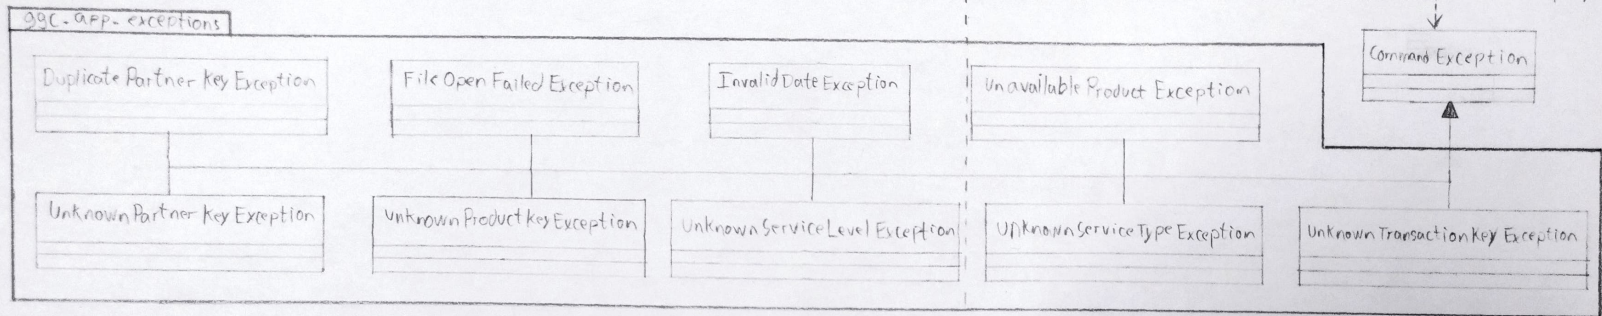 ggc.app.exceptions
Duplicate Partner Key Exception
File Open Failed Exception
Invalid Date Exception
Unavailable Product Exception
Command Exception
Unknown Partner Key Exception
Unknown Product Key Exception
Unknown Service Level Exception
Unknown Service Type Exception
Unknown Transaction Key Exception